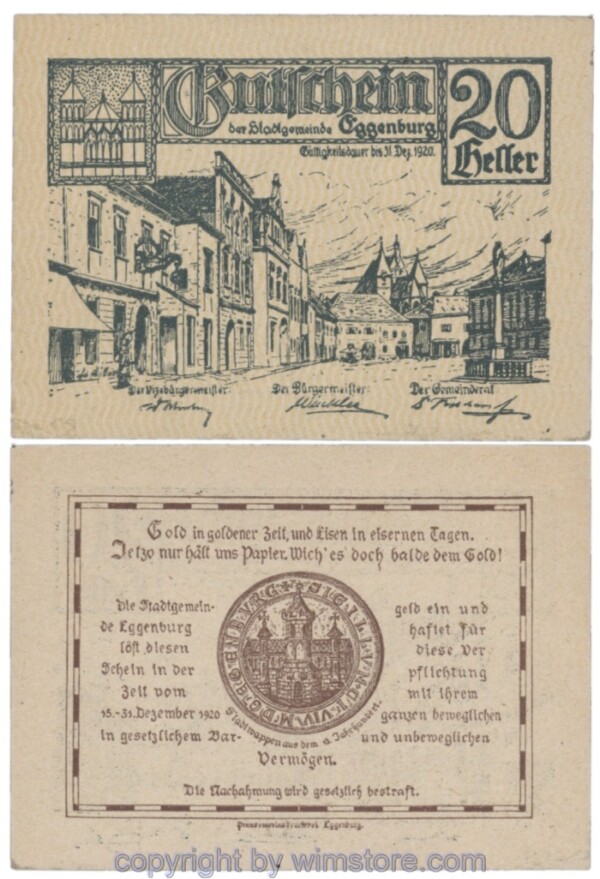 Gutschein
der Stadtgemeinde Eggenburg
Gültigkeitsdauer bis 31. Dez. 1920.
20
Heller
Der Vizebürgermeister:
Der Bürgermeister:
Der Gemeinderat
Gold in goldener Zeit, und Eisen in eisernen Tagen.
Jetzo nur hält uns Papier. Wich' es doch balde dem Gold!
Die Stadtgemein-
de Eggenburg
löst diesen
Schein in der
Zeit vom
15.-31. Dezember 1920
in gesetzlichem Bar-
geld ein und
haftet für
diese Ver
pflichtung
mit ihrem
ganzen beweglichen
und unbeweglichen
Vermögen.
Stadtwappen aus dem Jahrhundert.
Die Nachahmung wird gesetzlich bestraft.
Eggenburg.
copyright by wimstore.com